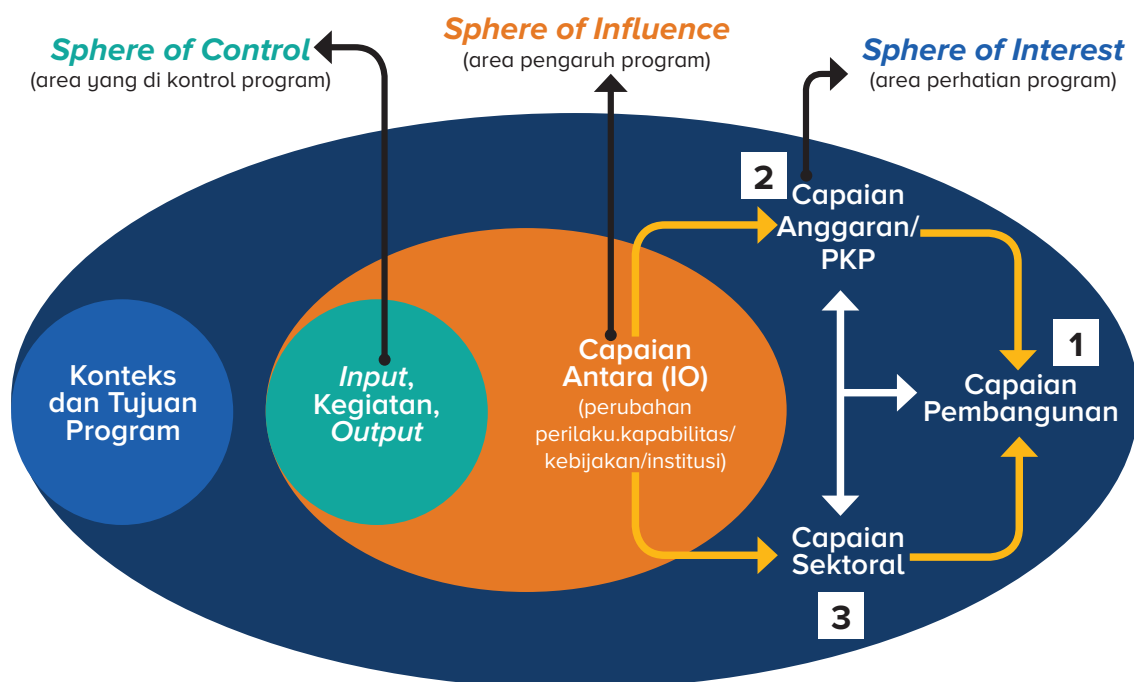 Sphere of Control
(area yang di kontrol program)
Sphere of Influence
(area pengaruh program)
Sphere of Interest
(area perhatian program)
Konteks
dan Tujuan
Program
Input,
Kegiatan,
Output
Capaian
Antara (IO)
(perubahan
perilaku.kapabilitas/
kebijakan/institusi)
2
Capaian
Anggaran/
PKP
1
Capaian
Pembangunan
Capaian
Sektoral
3